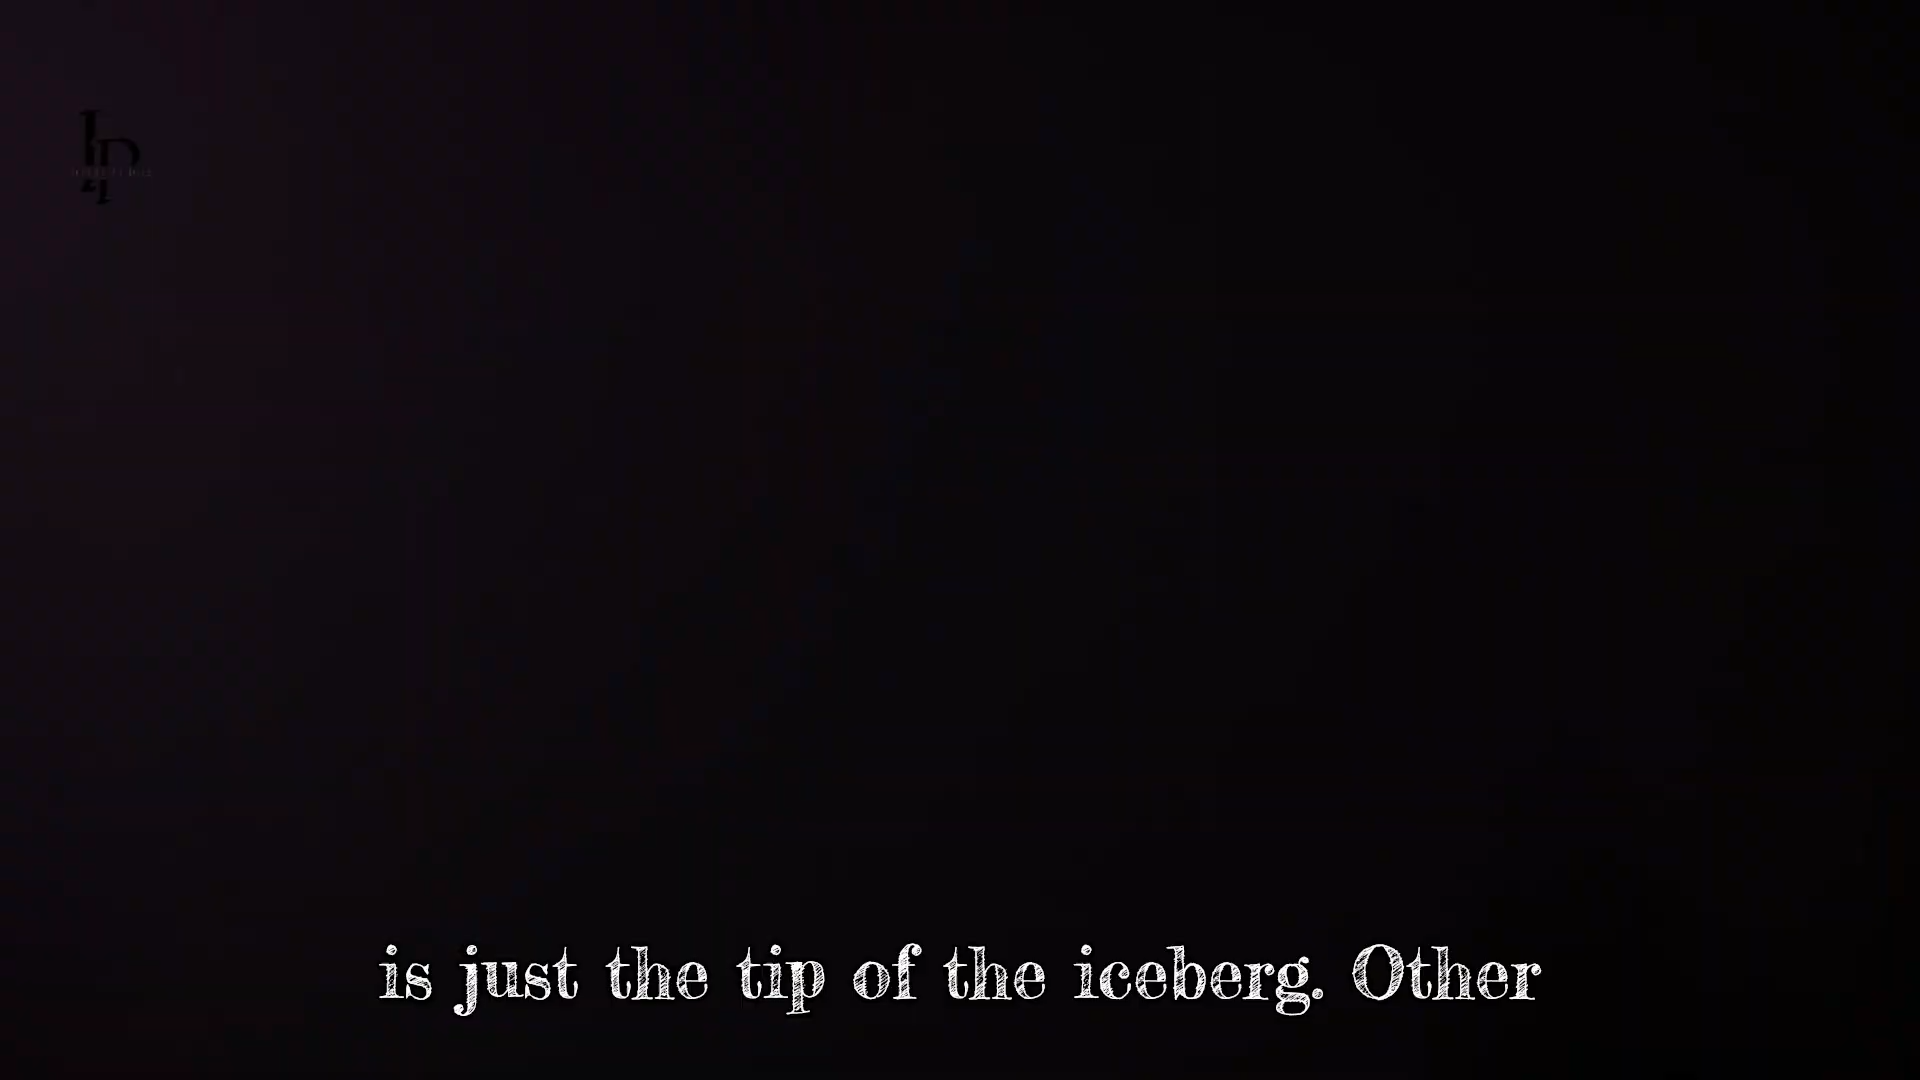 is just the tip of the iceberg. Other